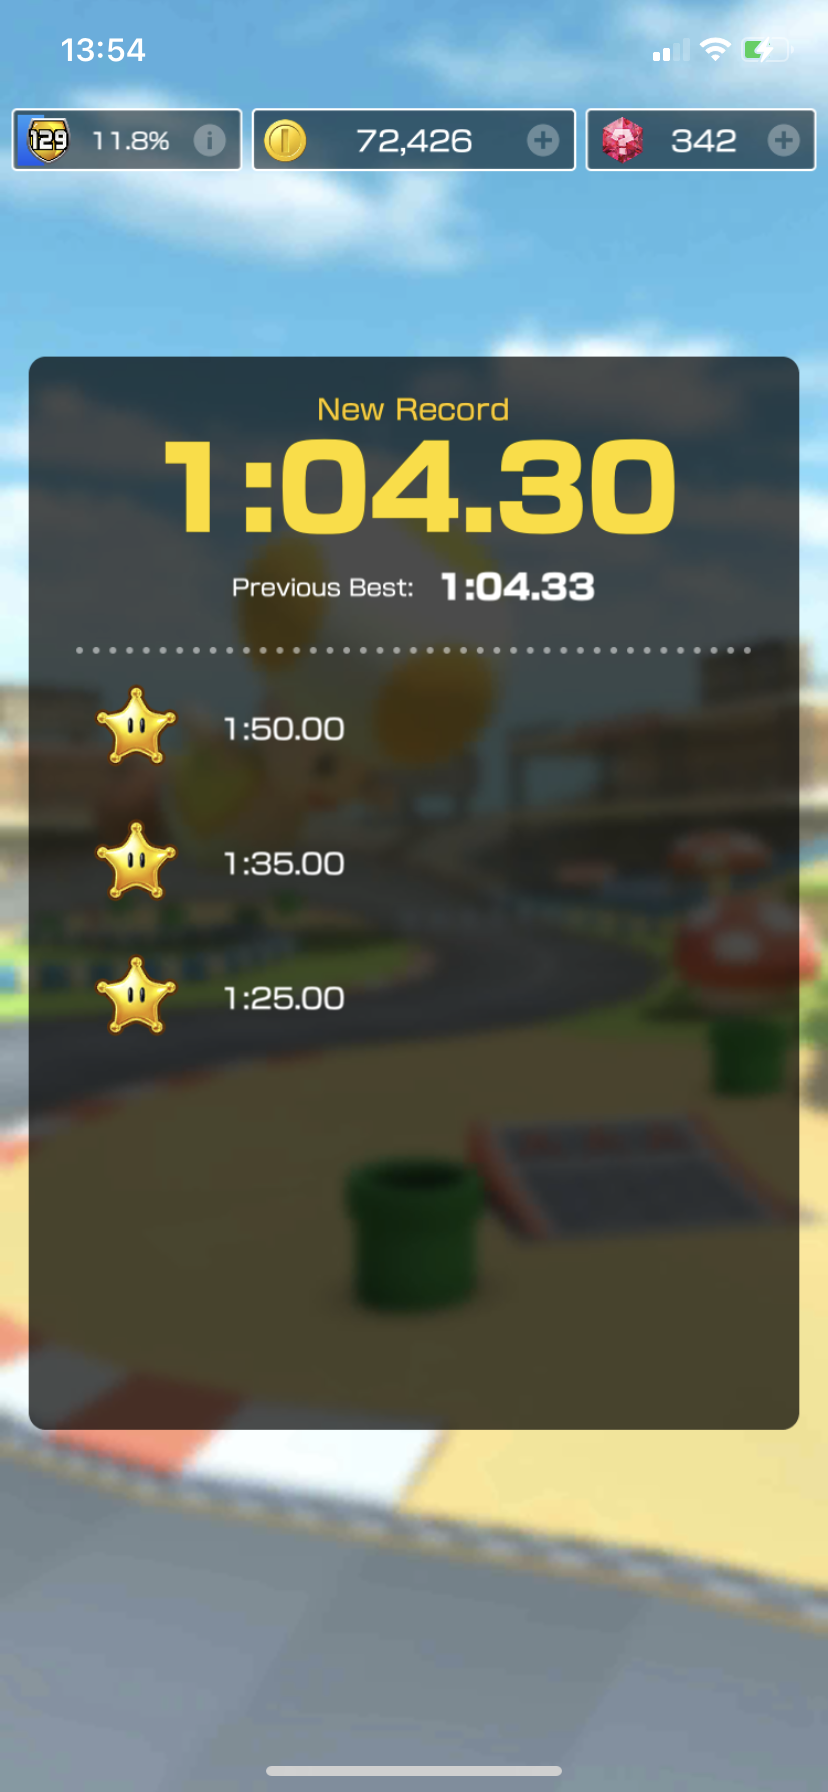 13:54
129 11.8% i 72,426 + ? 342 +
New Record
1:04.30
Previous Best: 1:04.33
1:50.00
1:35.00
1:25.00